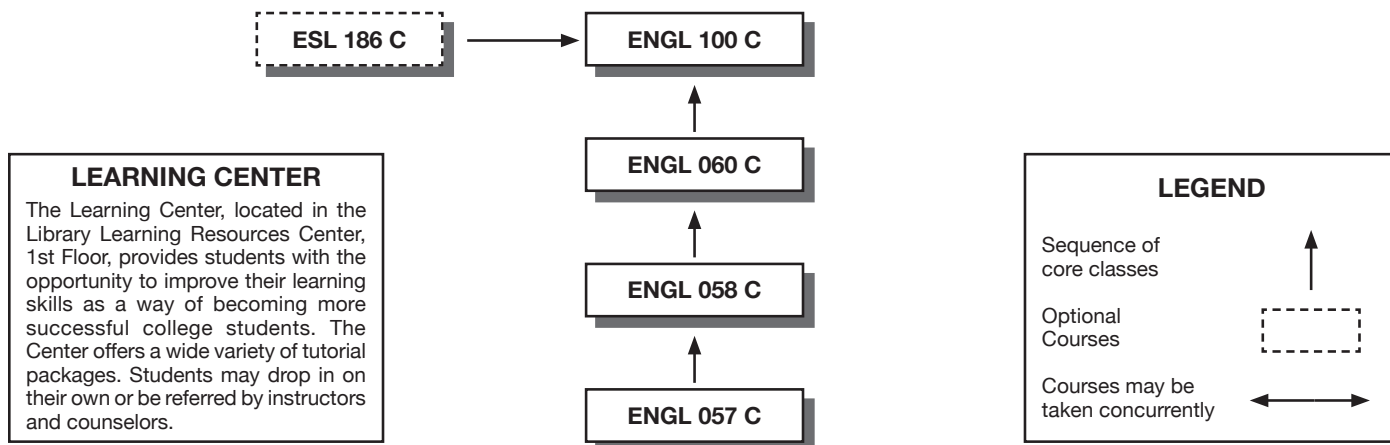 ESL 186 C
ENGL 100 C
ENGL 060 C
ENGL 058 C
ENGL 057 C
LEARNING CENTER
The Learning Center, located in the
Library Learning Resources Center,
1st Floor, provides students with the
opportunity to improve their learning
skills as a way of becoming more
successful college students. The
Center offers a wide variety of tutorial
packages. Students may drop in on
their own or be referred by instructors
and counselors.
LEGEND
Sequence of
core classes
Optional
Courses
Courses may be
taken concurrently